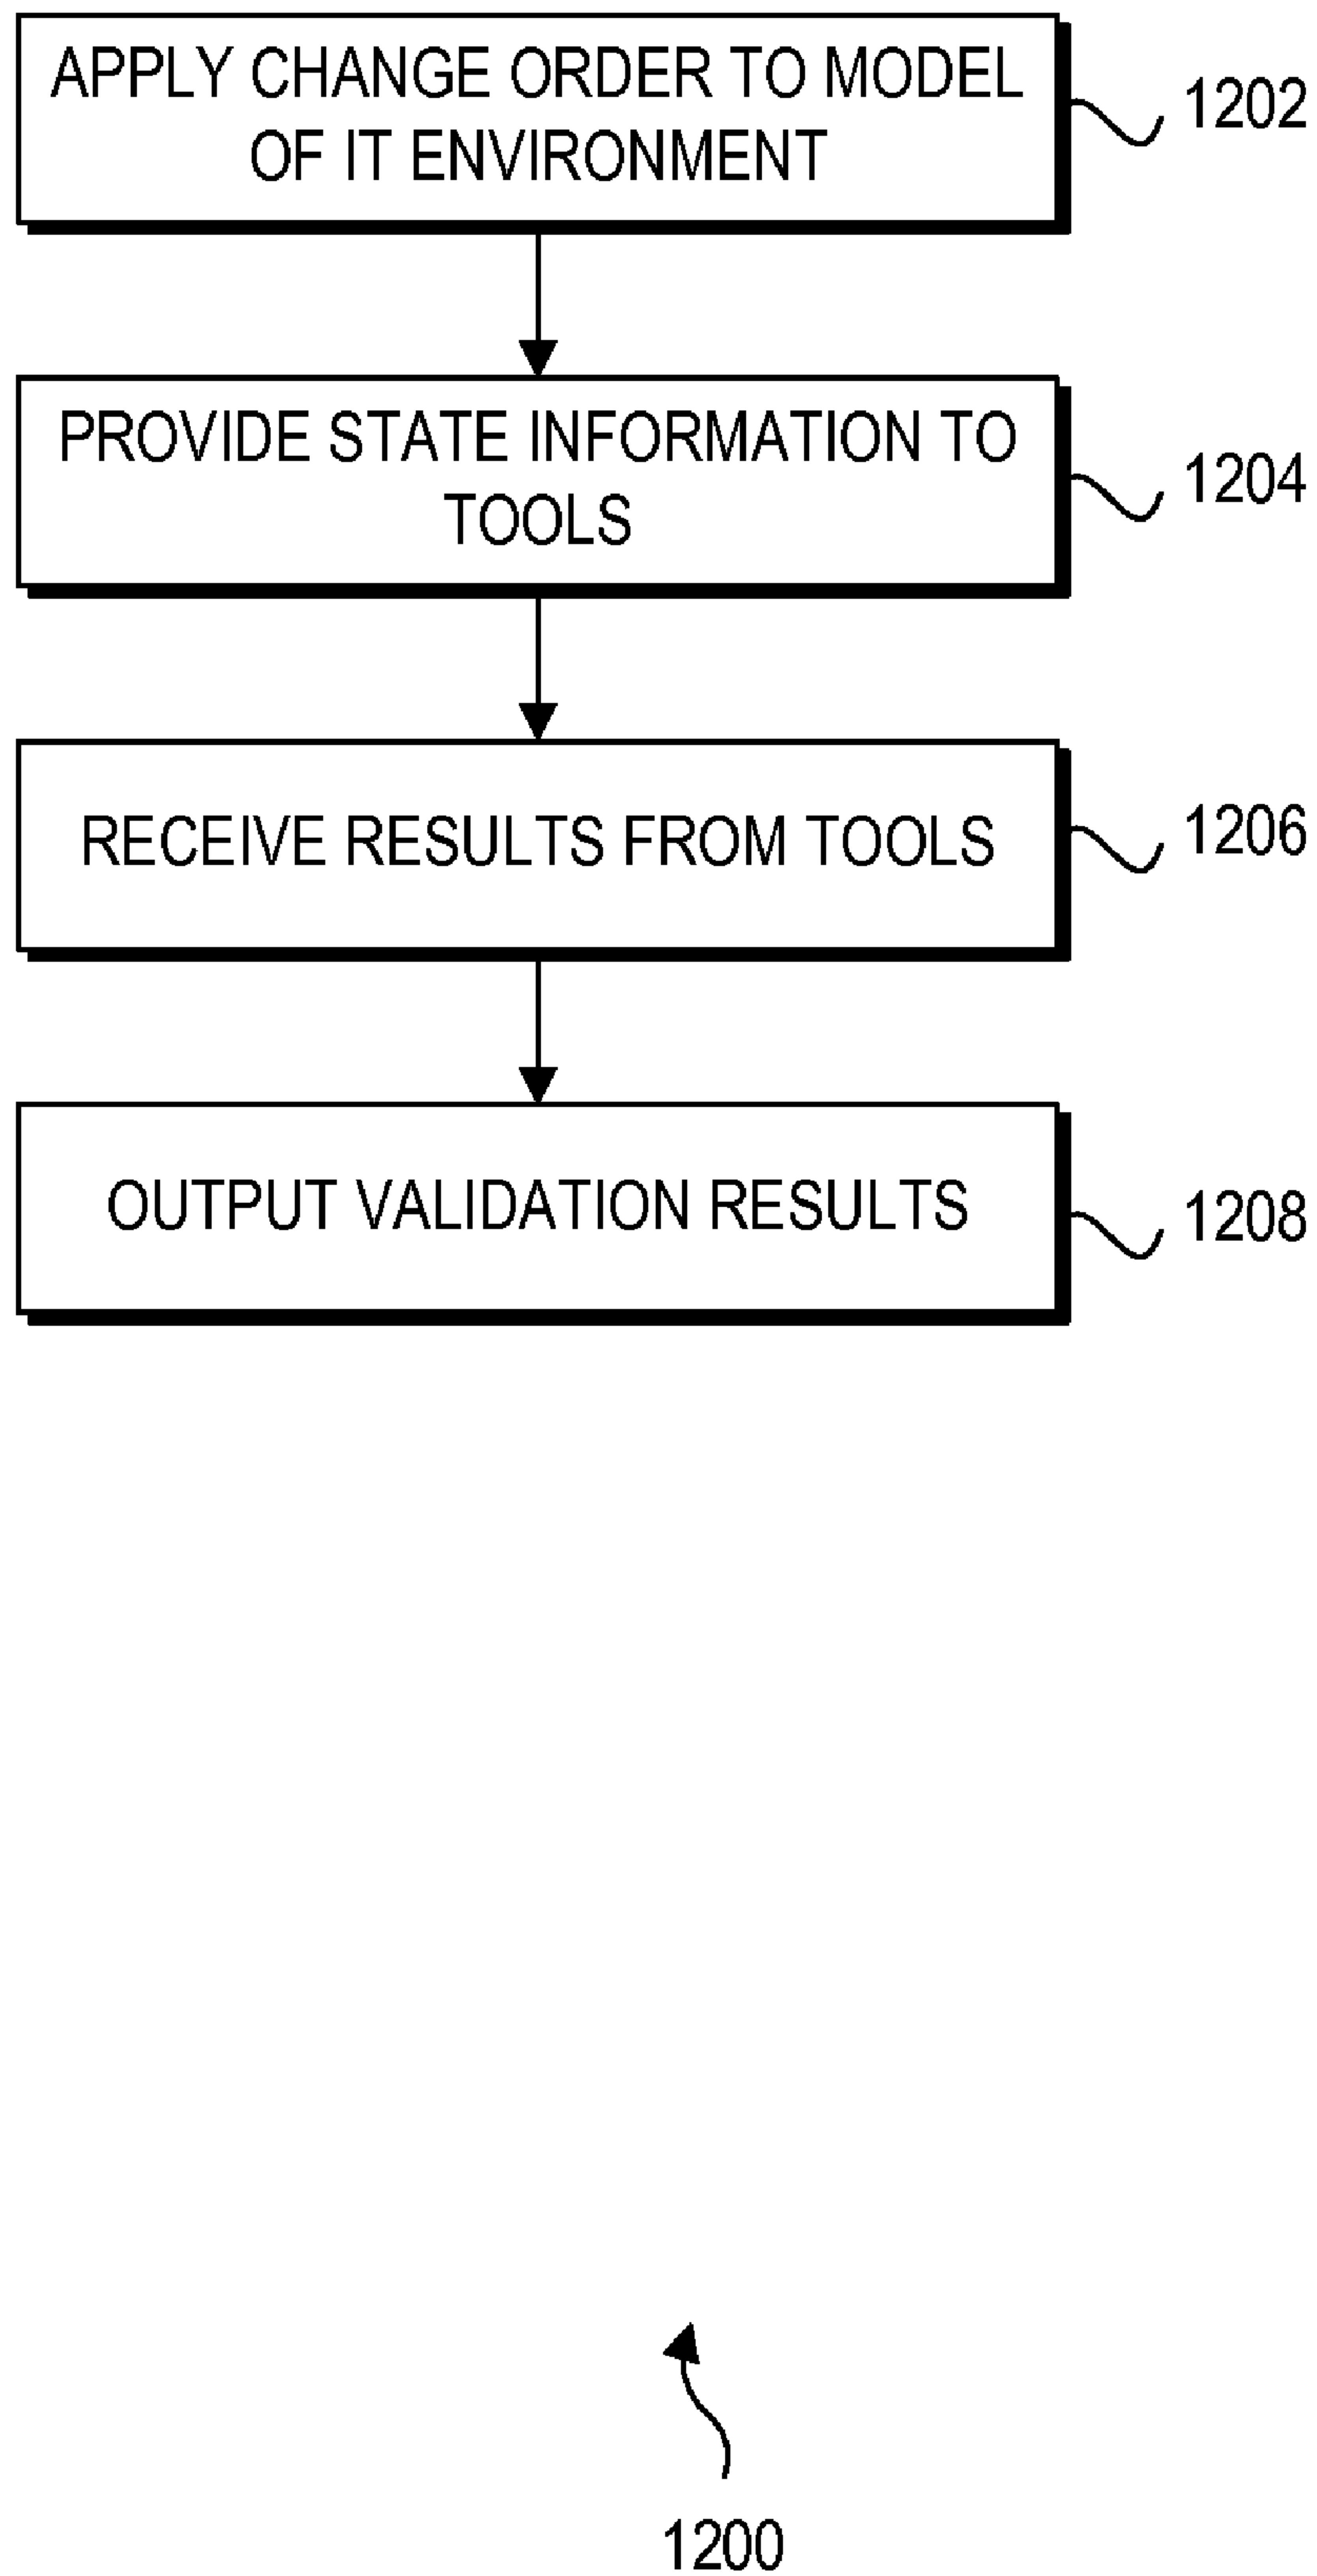 APPLY CHANGE ORDER TO MODEL
OF IT ENVIRONMENT
1202
PROVIDE STATE INFORMATION TO
TOOLS
1204
RECEIVE RESULTS FROM TOOLS
1206
OUTPUT VALIDATION RESULTS
1208
1200